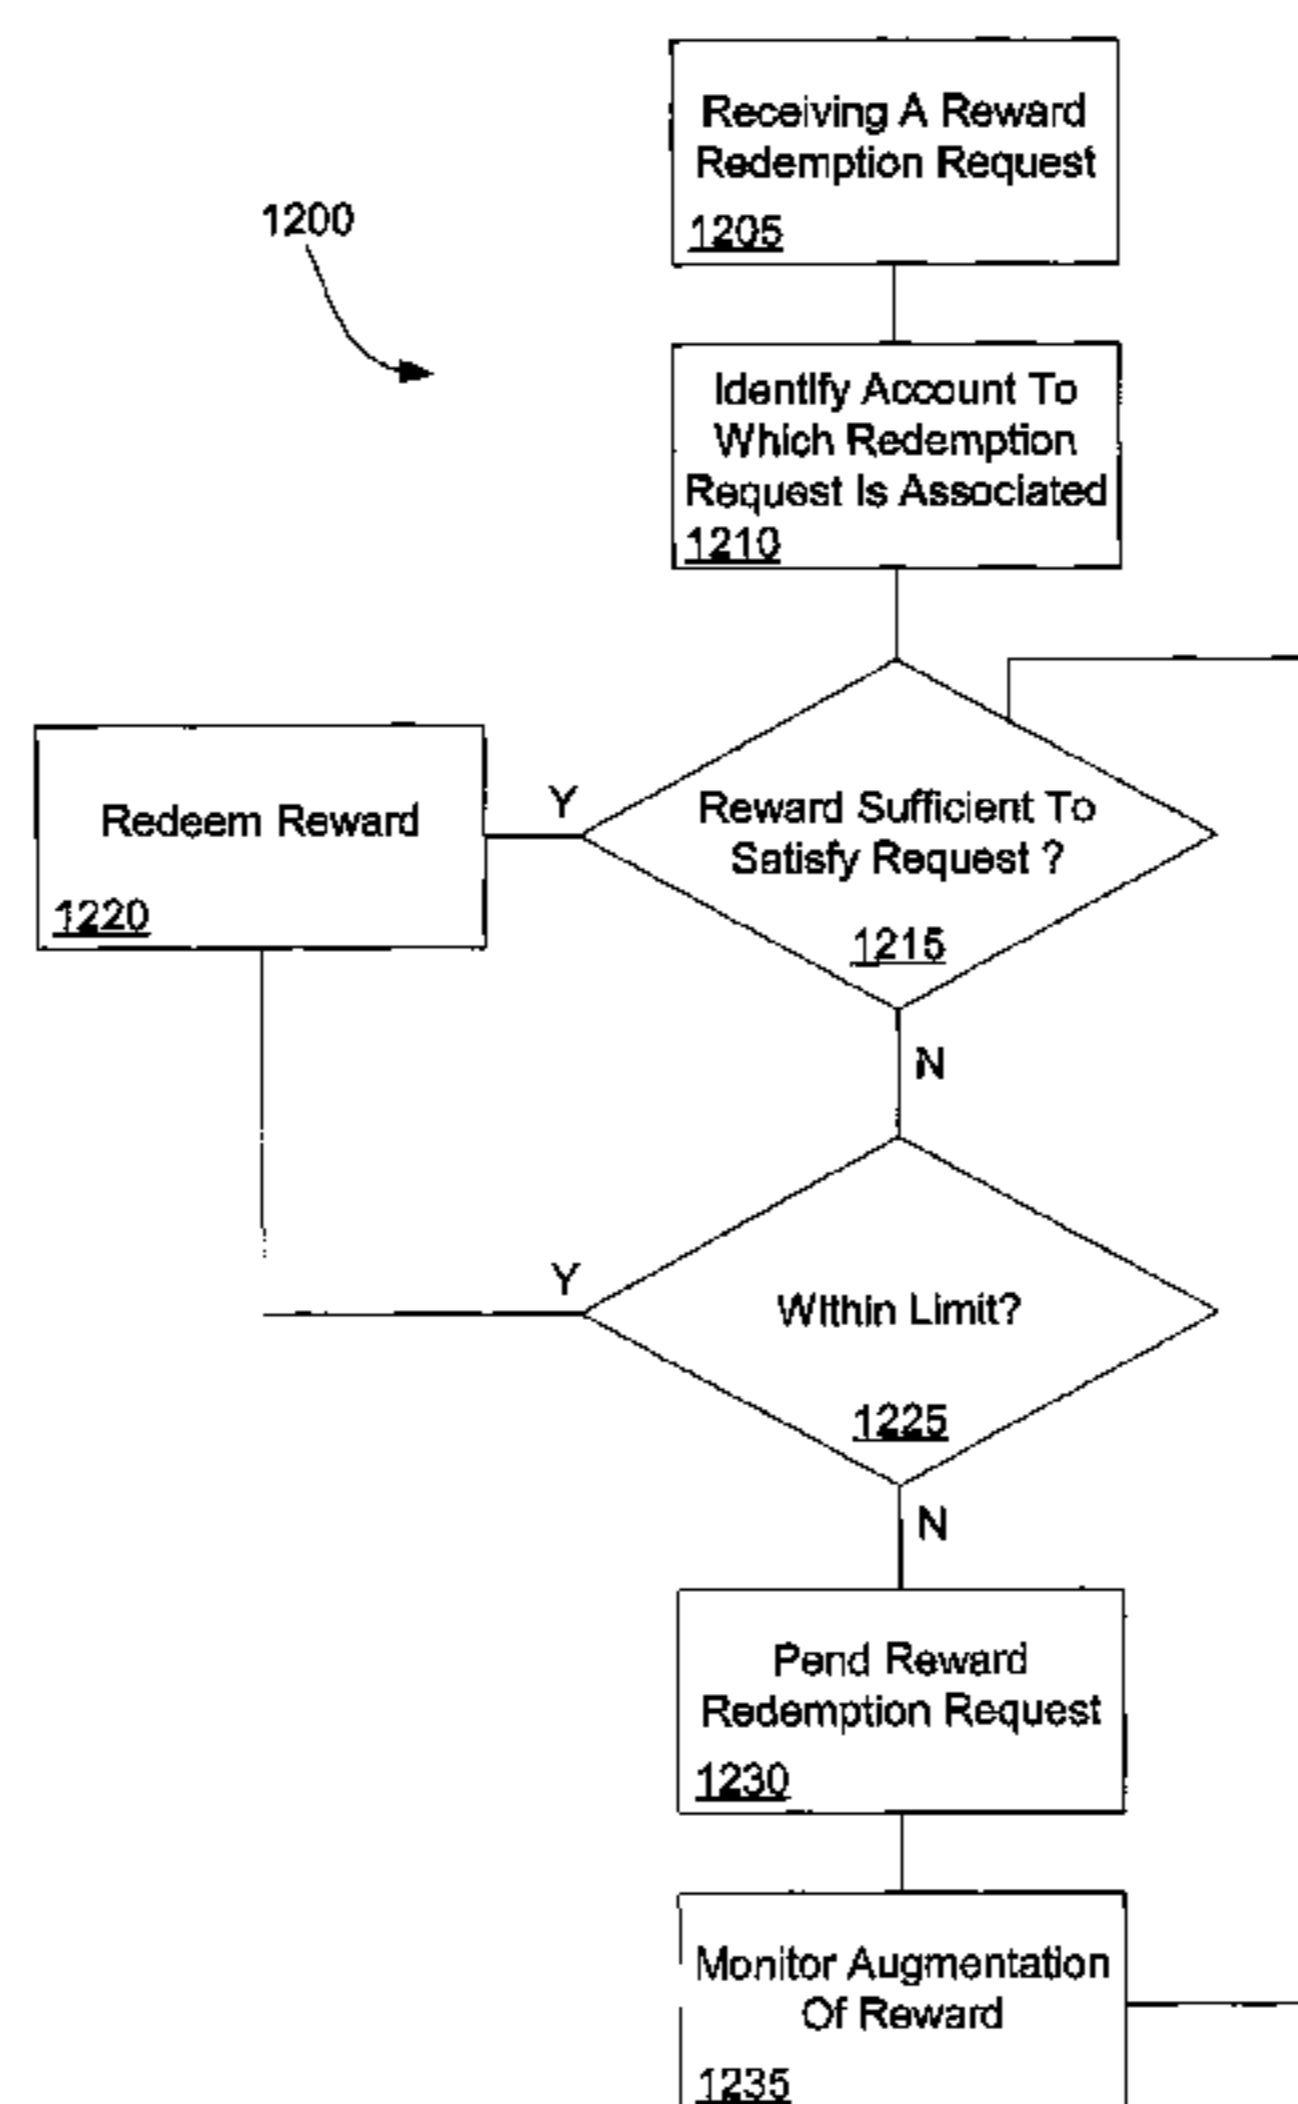 Receiving A Reward
Redemption Request
1205
1200
Identify Account To
Which Redemption
Request Is Associated
1210
Redeem Reward
1220
Y
Reward Sufficient To
Satisfy Request ?
1215
N
Y
Within Limit?
1225
N
Pend Reward
Redemption Request
1230
Monitor Augmentation
Of Reward
1235